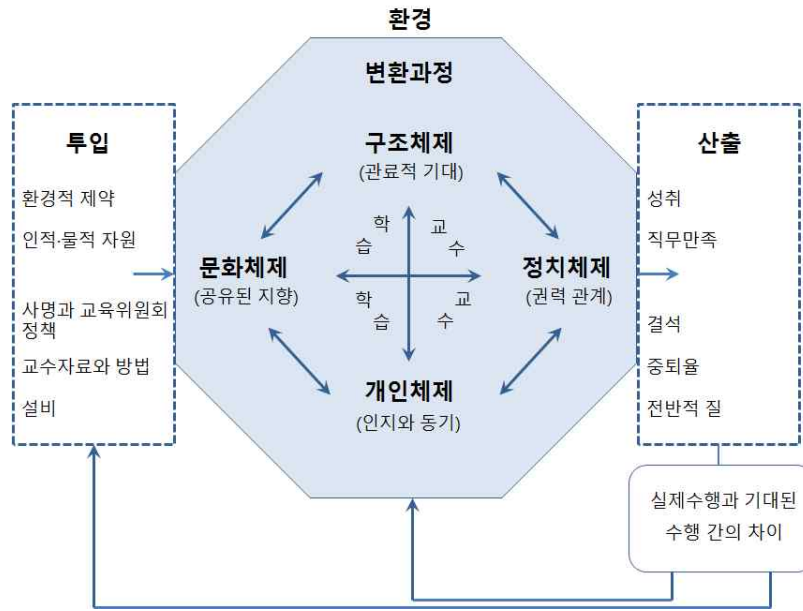 환경
변환과정
투입
환경적 제약
인적·물적 자원
사명과 교육위원회
정책
교수자료와 방법
설비
구조체제
(관료적 기대)
문화체제
(공유된 지향)
학습
교수
학습
교수
정치체제
(권력 관계)
개인체제
(인지와 동기)
산출
성취
직무만족
결석
중퇴율
전반적 질
실제수행과 기대된
수행 간의 차이